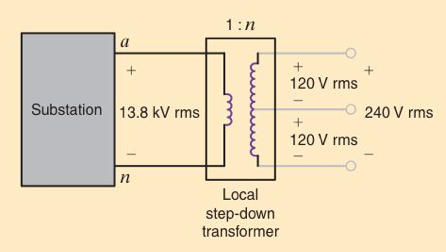 1:n
a
+
120 V rms
+
Substation
13.8 kV rms
−
+
240 V rms
120 V rms
−
−
−
n
Local
step-down
transformer